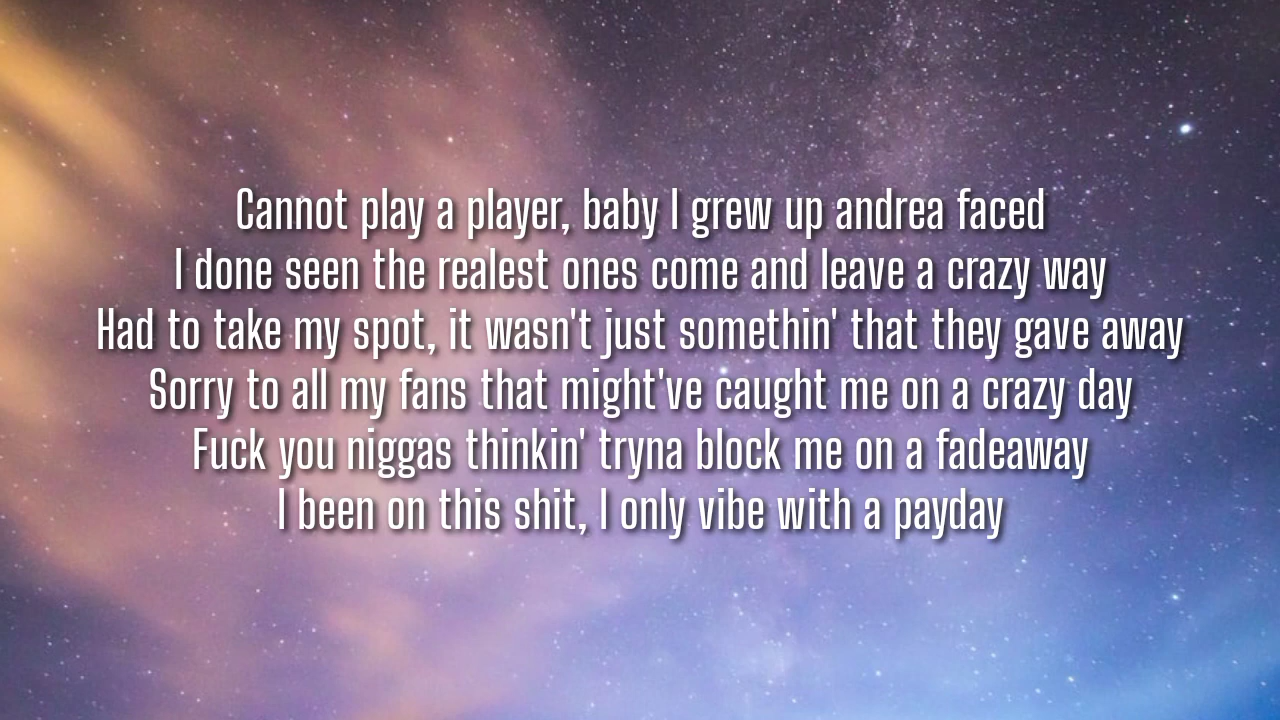 Cannot play a player, baby I grew up andrea faced
I done seen the realest ones come and leave a crazy way
Had to take my spot, it wasn't just somethin' that they gave away
Sorry to all my fans that might've caught me on a crazy day
Fuck you niggas thinkin' tryna block me on a fadeaway
I been on this shit, I only vibe with a payday